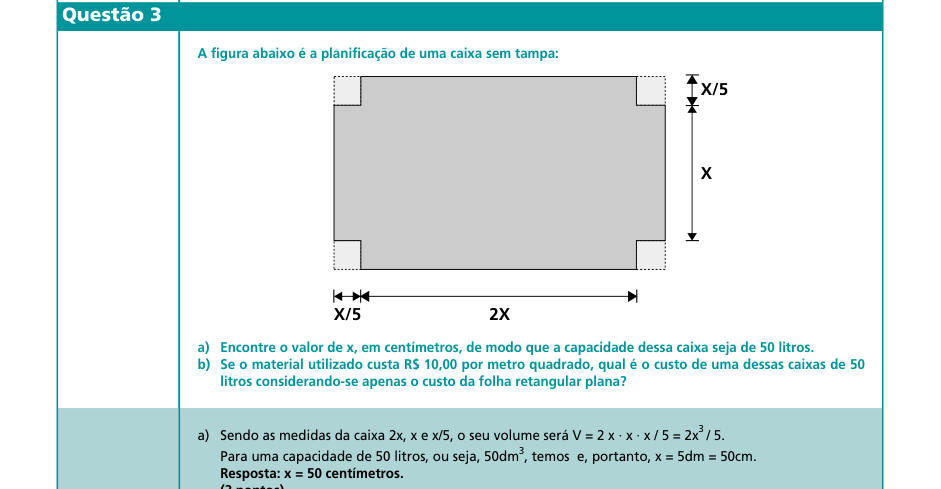 Questão 3
A figura abaixo é a planificação de uma caixa sem tampa:
X/5
X
X/5
2X
a) Encontre o valor de x, em centímetros, de modo que a capacidade dessa caixa seja de 50 litros.
b) Se o material utilizado custa R$ 10,00 por metro quadrado, qual é o custo de uma dessas caixas de 50
litros considerando-se apenas o custo da folha retangular plana?
a) Sendo as medidas da caixa 2x, x e x/5, o seu volume será V = 2 x · x · x / 5 = 2x³ / 5.
Para uma capacidade de 50 litros, ou seja, 50dm³, temos e, portanto, x = 5dm = 50cm.
Resposta: x = 50 centímetros.